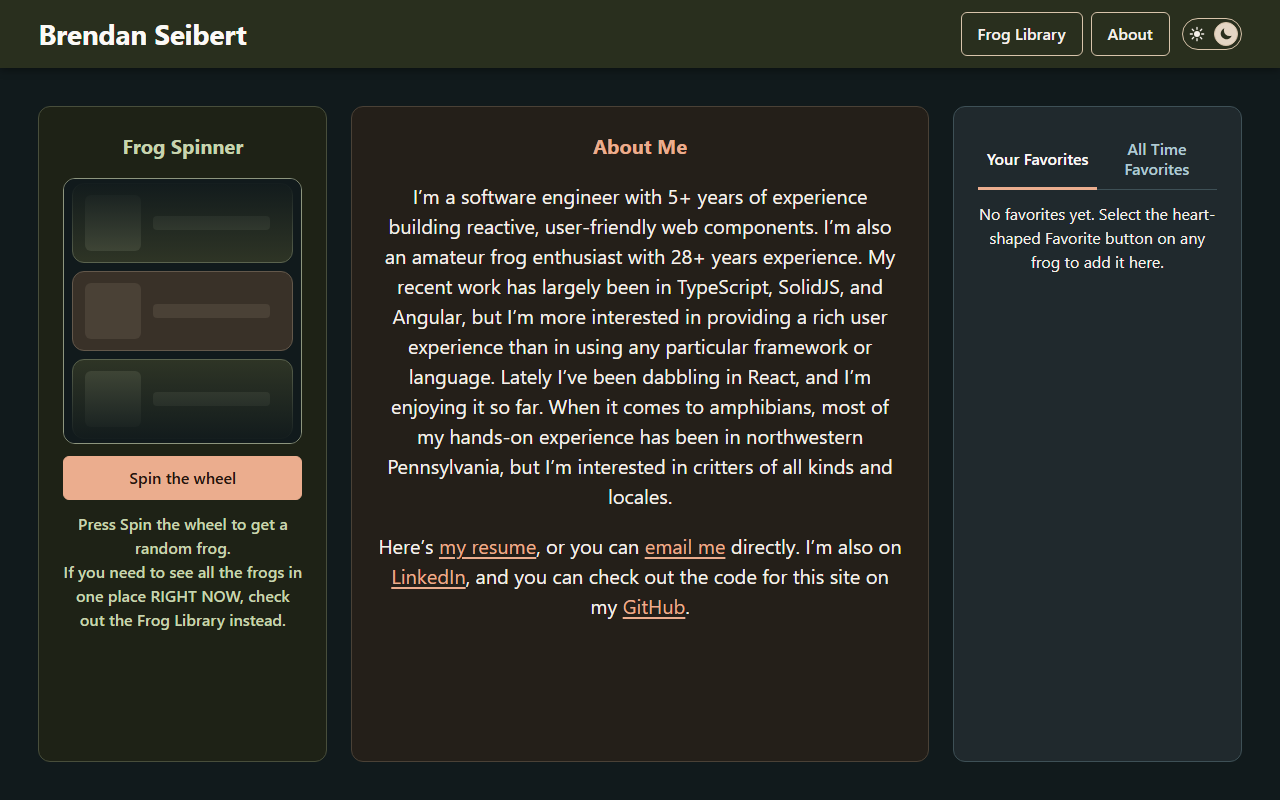 Brendan Seibert
Frog Library
About
Frog Spinner
Spin the wheel
Press Spin the wheel to get a
random frog.
If you need to see all the frogs in
one place RIGHT NOW, check
out the Frog Library instead.
About Me
I’m a software engineer with 5+ years of experience
building reactive, user-friendly web components. I’m also
an amateur frog enthusiast with 28+ years experience. My
recent work has largely been in TypeScript, SolidJS, and
Angular, but I’m more interested in providing a rich user
experience than in using any particular framework or
language. Lately I’ve been dabbling in React, and I’m
enjoying it so far. When it comes to amphibians, most of
my hands-on experience has been in northwestern
Pennsylvania, but I’m interested in critters of all kinds and
locales.
Here’s my resume, or you can email me directly. I’m also on
LinkedIn, and you can check out the code for this site on
my GitHub.
Your Favorites
All Time
Favorites
No favorites yet. Select the heart-
shaped Favorite button on any
frog to add it here.